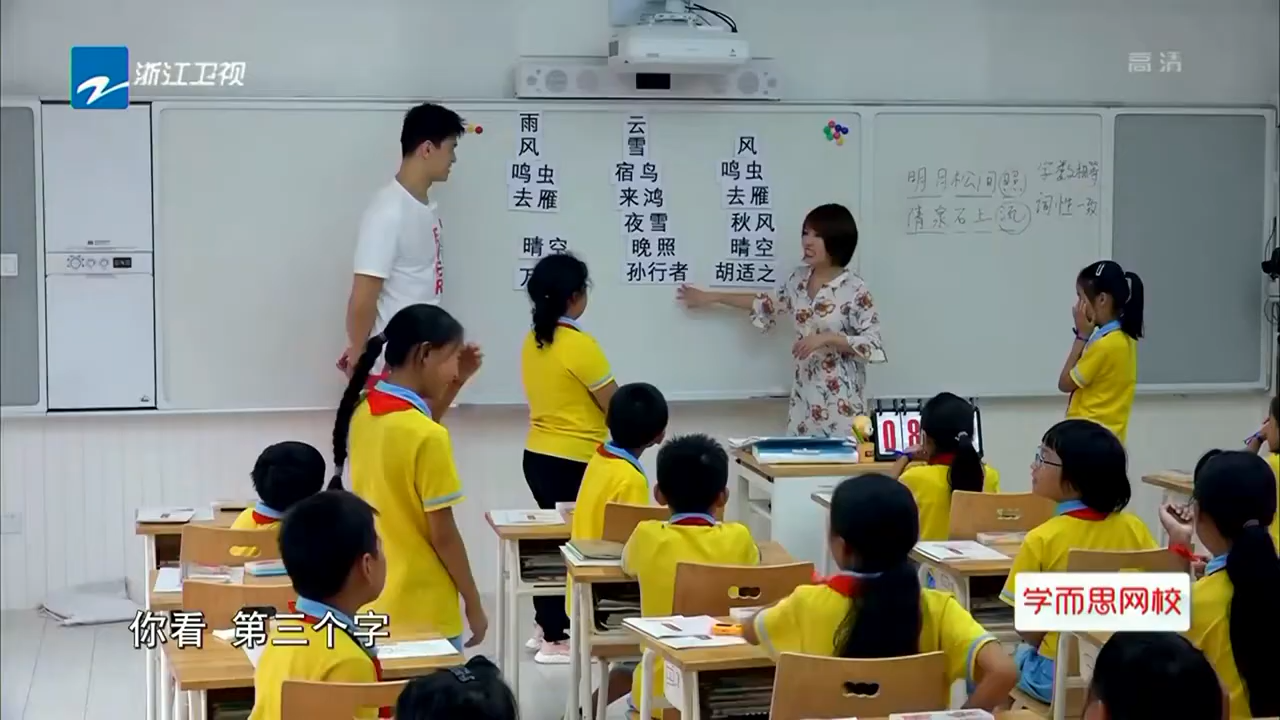 浙江卫视
高清
雨
风
鸣虫
去雁
晴空
万
云
雪
宿鸟
来鸿
夜雪
晚照
孙行者
风
鸣虫
去雁
秋风
晴空
胡适之
明月松间照
清泉石上流
字数相等
词性一致
08
学而思网校
你看 第三个字